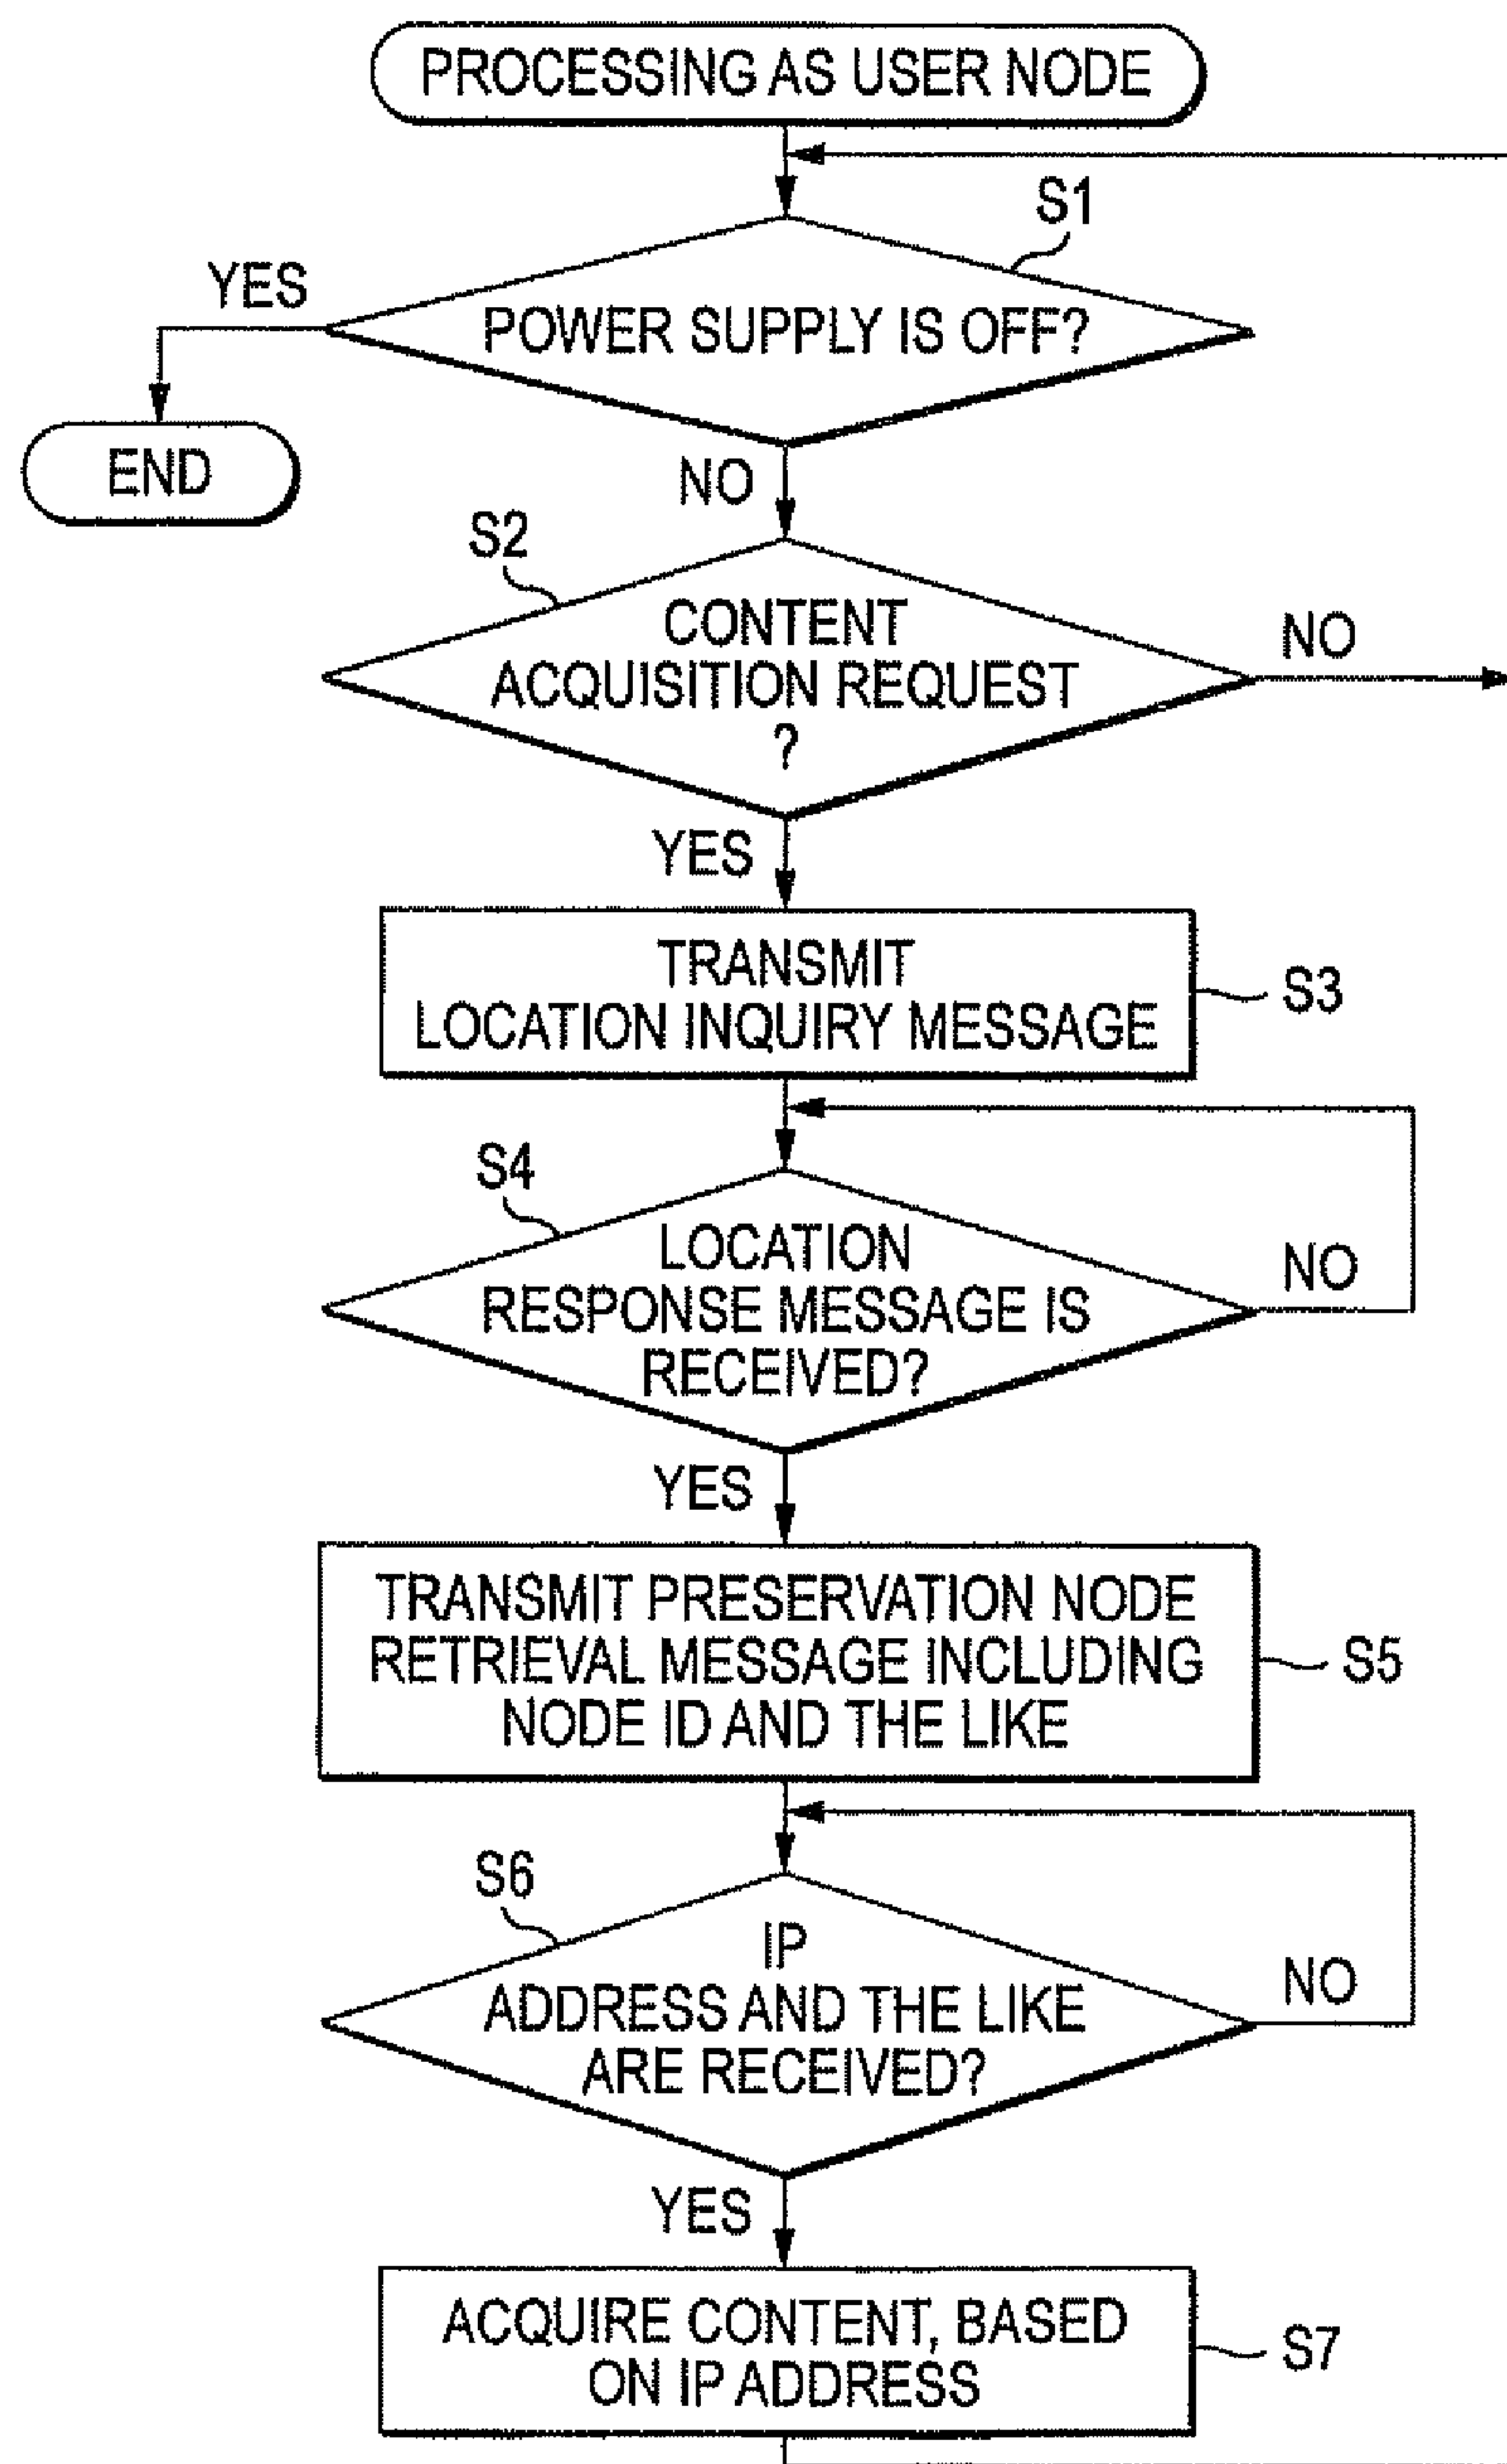 PROCESSING AS USER NODE
S1
YES
POWER SUPPLY IS OFF?
END
NO
S2
CONTENT
ACQUISITION REQUEST
?
NO
YES
TRANSMIT
LOCATION INQUIRY MESSAGE
S3
S4
LOCATION
RESPONSE MESSAGE IS
RECEIVED?
NO
YES
TRANSMIT PRESERVATION NODE
RETRIEVAL MESSAGE INCLUDING
NODE ID AND THE LIKE
S5
S6
IP
ADDRESS AND THE LIKE
ARE RECEIVED?
NO
YES
ACQUIRE CONTENT, BASED
ON IP ADDRESS
S7